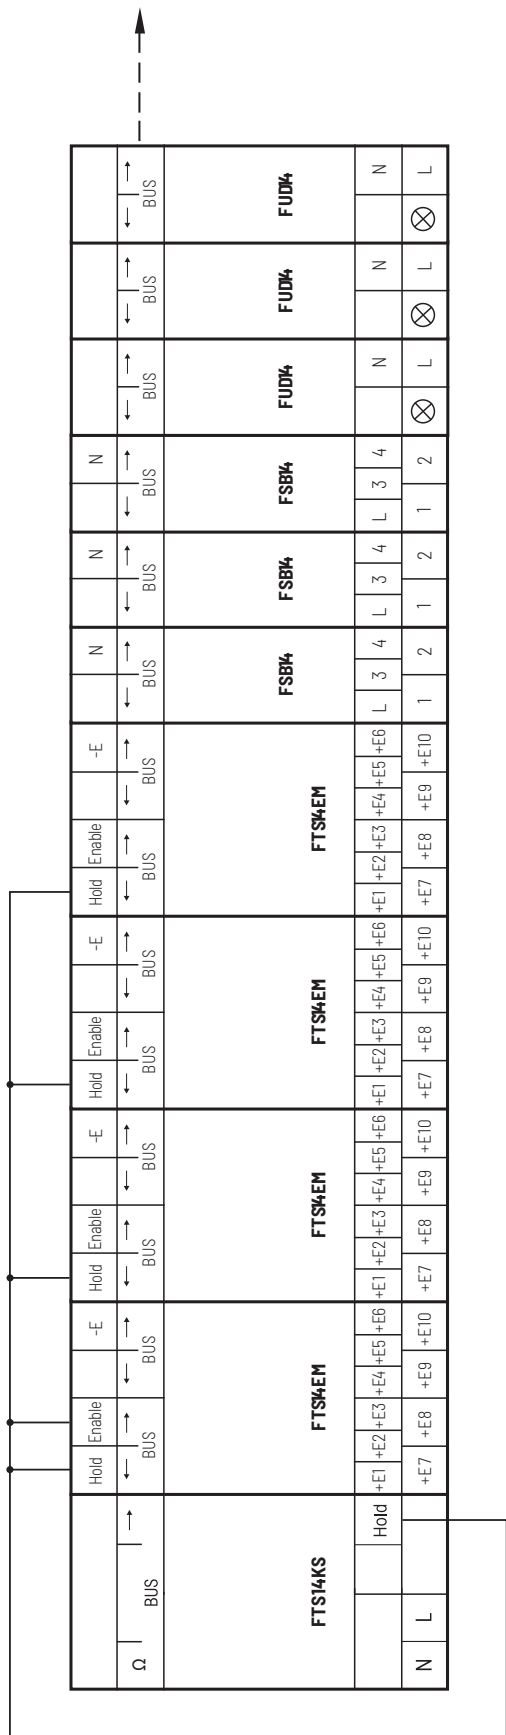 Hold Enable -E Hold Enable -E Hold Enable -E Hold Enable -E N N N
Ω BUS BUS BUS BUS BUS BUS BUS BUS BUS BUS BUS BUS BUS BUS BUS
FTS14KS FTS14EM FTS14EM FTS14EM FTS14EM FSB14 FSB14 FSB14 FUD14 FUD14 FUD14
Hold +E1 +E2 +E3 +E4 +E5 +E6 +E1 +E2 +E3 +E4 +E5 +E6 +E1 +E2 +E3 +E4 +E5 +E6 +E1 +E2 +E3 +E4 +E5 +E6 L 3 4 L 3 4 L 3 4 N N N
N L +E7 +E8 +E9 +E10 +E7 +E8 +E9 +E10 +E7 +E8 +E9 +E10 +E7 +E8 +E9 +E10 1 2 1 2 1 2 L L L